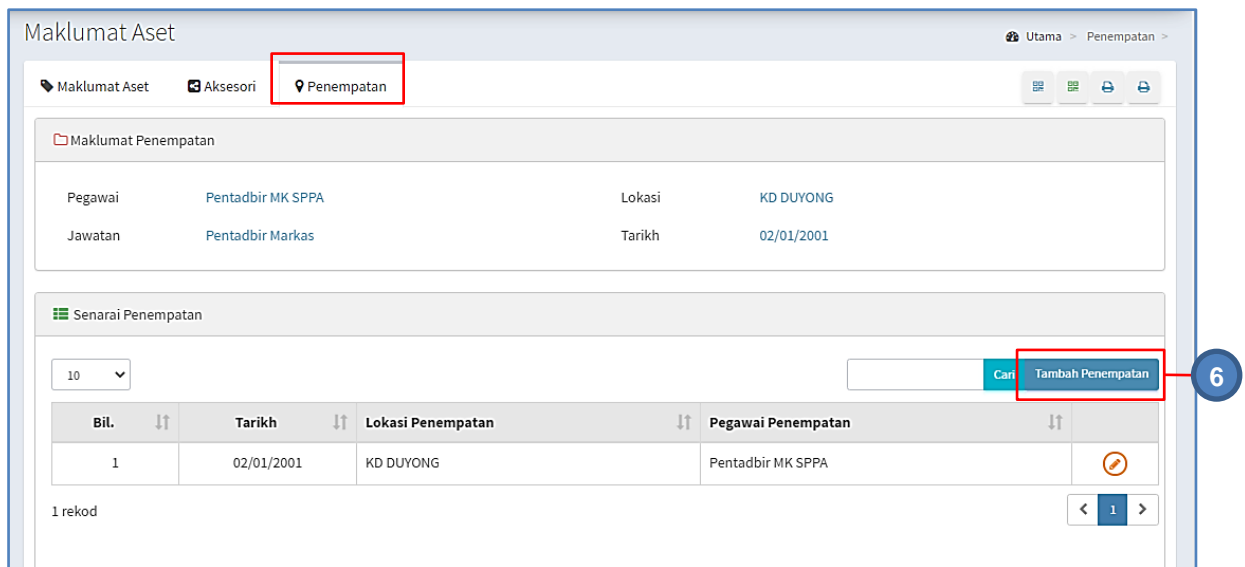 Maklumat Aset
Utama > Penempatan >
Maklumat Aset Aksesori Penempatan
Maklumat Penempatan
Pegawai Pentadbir MK SPPA Lokasi KD DUYONG
Jawatan Pentadbir Markas Tarikh 02/01/2001
Senarai Penempatan
10 Cari Tambah Penempatan 6
Bil. Tarikh Lokasi Penempatan Pegawai Penempatan
1 02/01/2001 KD DUYONG Pentadbir MK SPPA
1 rekod < 1 >